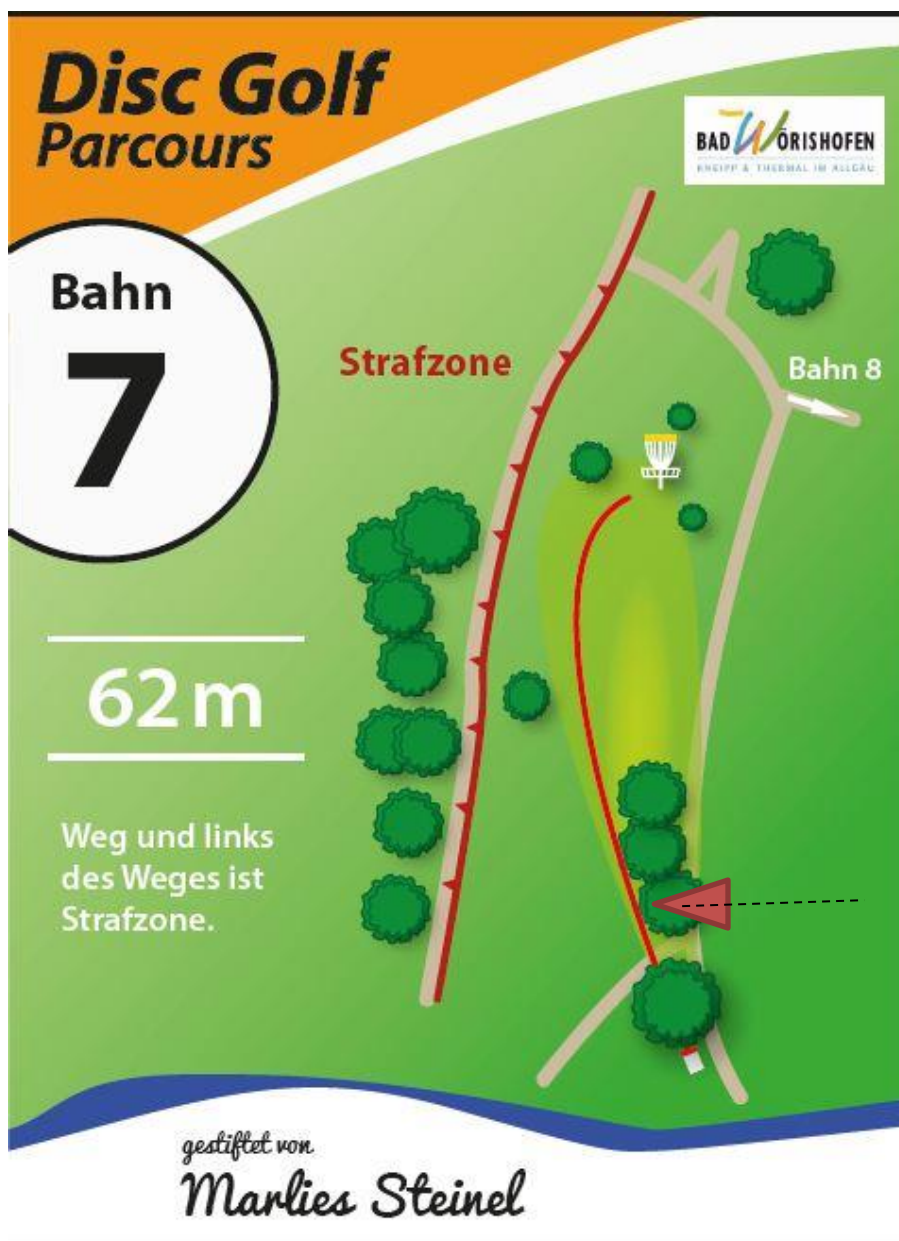 Disc Golf
Parcours
BAD WÖRISHOFEN
KNEIPP & THERMAL IM ALLGÄU
Bahn
7
Strafzone
Bahn 8
62 m
Weg und links
des Weges ist
Strafzone.
gestiftet von
Marlies Steinel